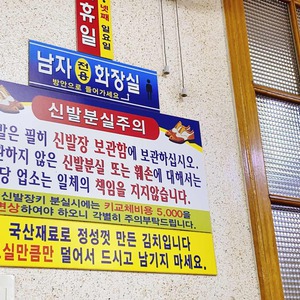 넷째 일요일
휴일
남자 전용 화장실
방안으로 들어가세요
신발분실주의
발은 필히 신발장 보관함에 보관하십시오.
관하지 않은 신발분실 또는 훼손에 대해서는
당 업소는 일체의 책임을 지지않습니다.
신발장키 분실시에는 키교체비용 5,000을
변상하여야 하오니 각별히 주의부탁드립니다.
국산재료로 정성껏 만든 김치입니다
실만큼만 덜어서 드시고 남기지 마세요.